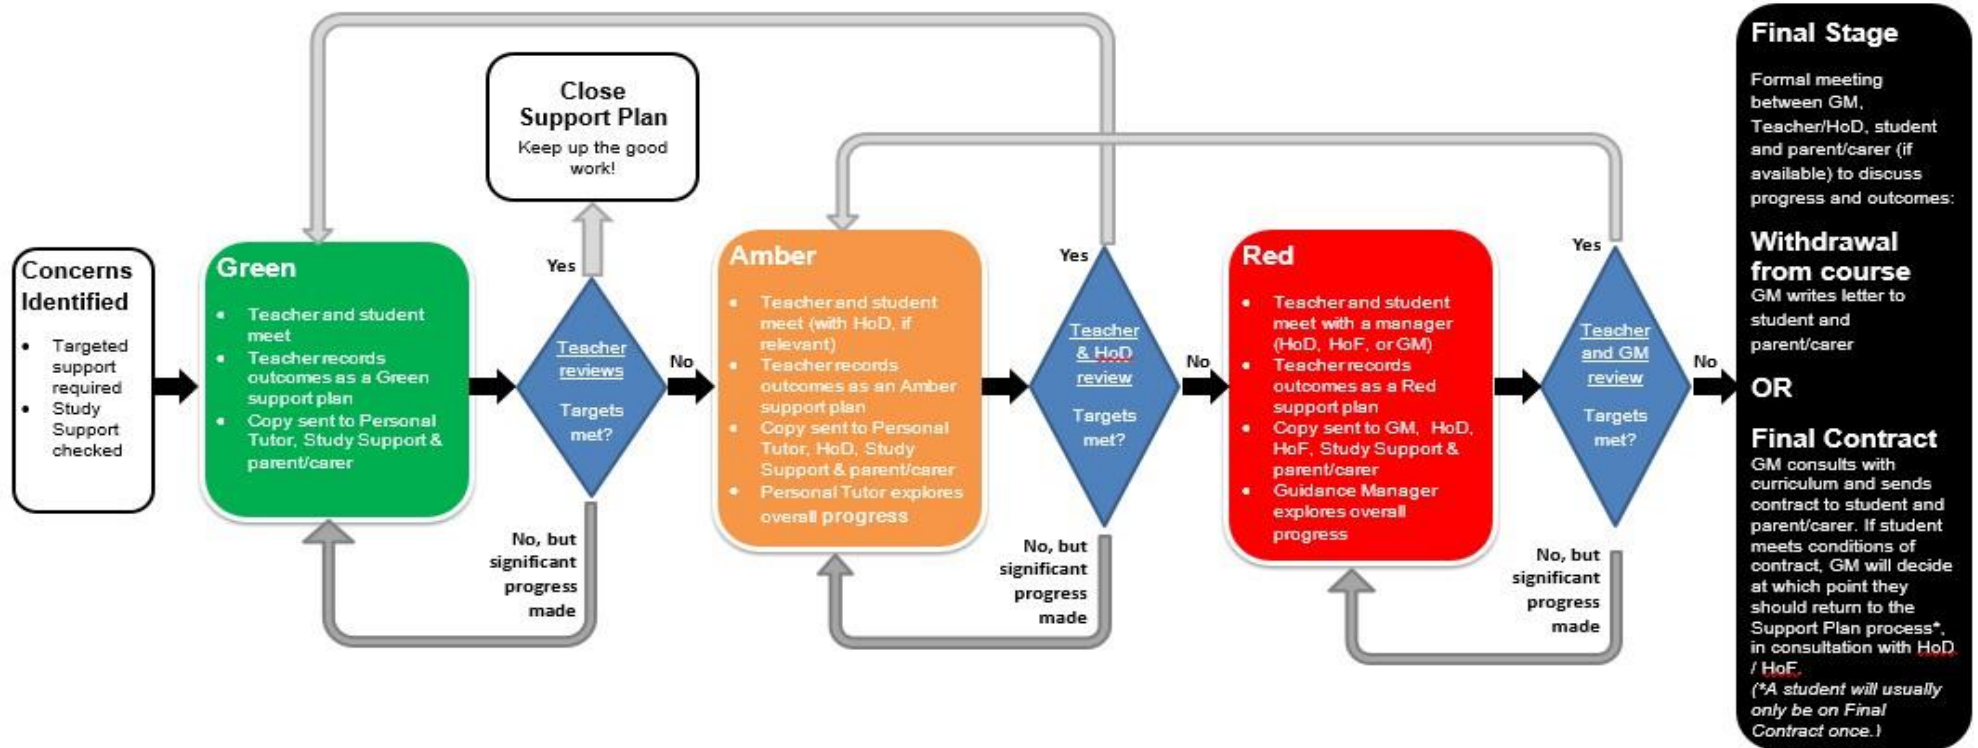 Concerns
Identified
• Targeted
support
required
• Study
Support
checked
Green
• Teacher and student
meet
• Teacher records
outcomes as a Green
support plan
• Copy sent to Personal
Tutor, Study Support &
parent/carer
Close
Support Plan
Keep up the good
work!
Yes
Teacher
reviews
Targets
met?
No
No, but
significant
progress
made
Amber
• Teacher and student
meet (with HoD, if
relevant)
• Teacher records
outcomes as an Amber
support plan
• Copy sent to Personal
Tutor, HoD, Study
Support & parent/carer
• Personal Tutor explores
overall progress
Yes
Teacher
& HoD
review
Targets
met?
No
No, but
significant
progress
made
Red
• Teacher and student
meet with a manager
(HoD, HoF, or GM)
• Teacher records
outcomes as a Red
support plan
• Copy sent to GM, HoD,
HoF, Study Support &
parent/carer
• Guidance Manager
explores overall
progress
Yes
Teacher
and GM
review
Targets
met?
No
No, but
significant
progress
made
Final Stage
Formal meeting
between GM,
Teacher/HoD, student
and parent/carer (if
available) to discuss
progress and outcomes:
Withdrawal
from course
GM writes letter to
student and
parent/carer
OR
Final Contract
GM consults with
curriculum and sends
contract to student and
parent/carer. If student
meets conditions of
contract, GM will decide
at which point they
should return to the
Support Plan process*,
in consultation with HoD
/ HoF.
(*A student will usually
only be on Final
Contract once.)